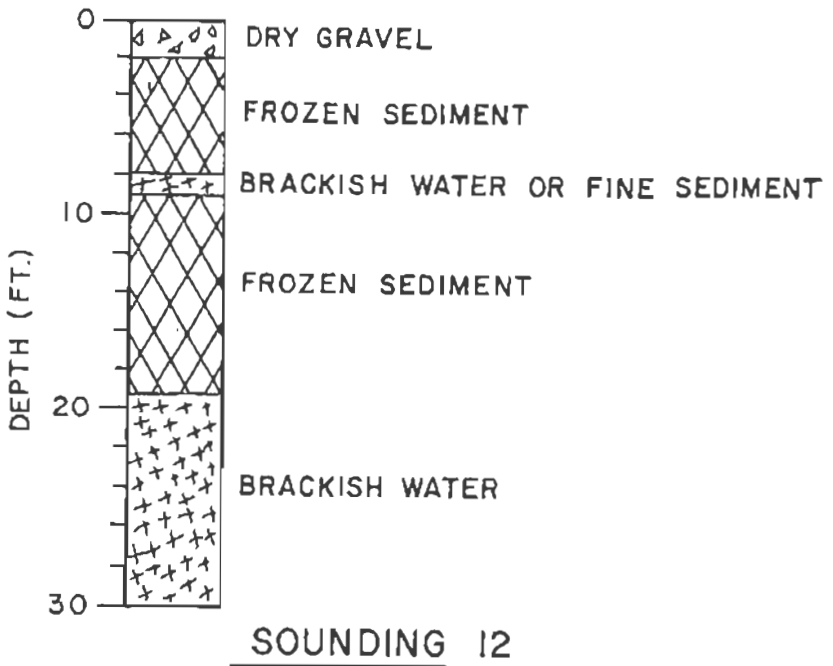 0
DRY GRAVEL
FROZEN SEDIMENT
BRACKISH WATER OR FINE SEDIMENT
10
FROZEN SEDIMENT
DEPTH (FT.)
20
BRACKISH WATER
30
SOUNDING 12